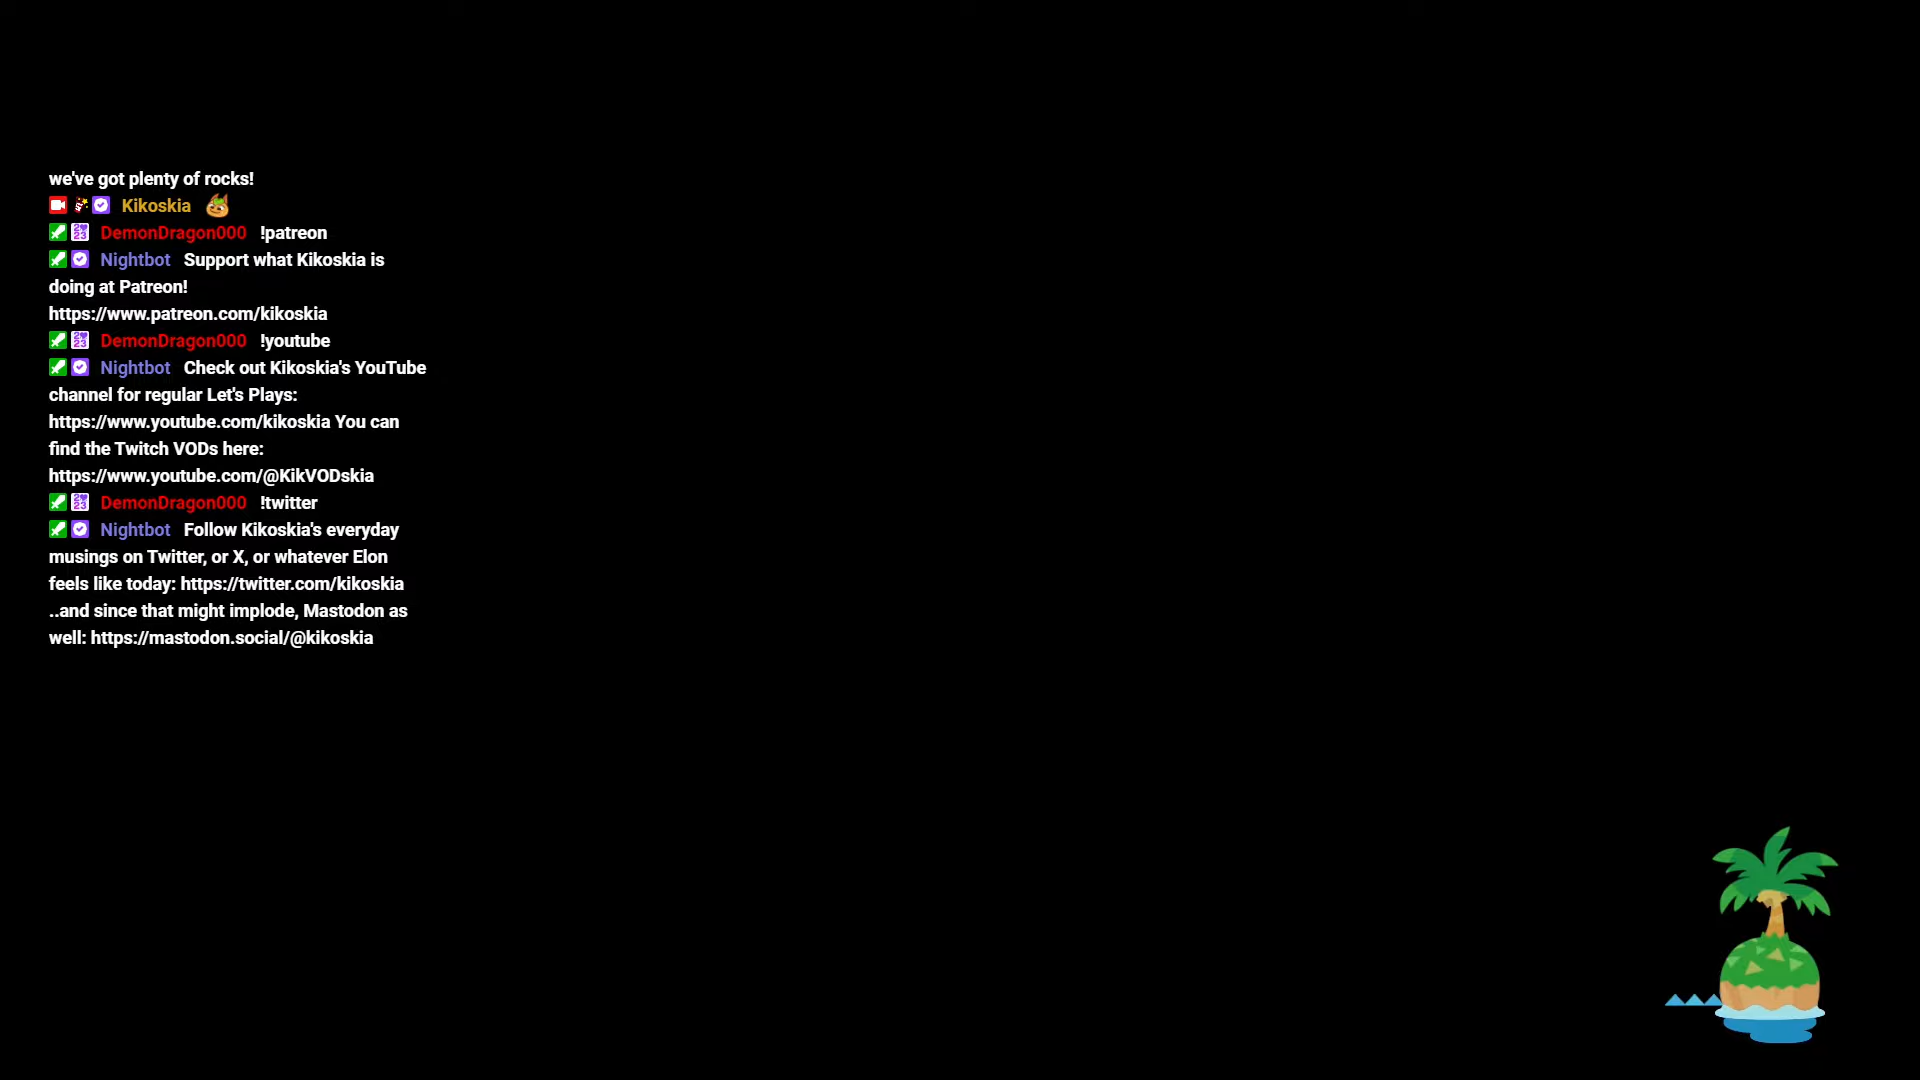 we've got plenty of rocks!
Kikoskia
DemonDragon000 !patreon
Nightbot Support what Kikoskia is
doing at Patreon!
https://www.patreon.com/kikoskia
DemonDragon000 !youtube
Nightbot Check out Kikoskia's YouTube
channel for regular Let's Plays:
https://www.youtube.com/kikoskia You can
find the Twitch VODs here:
https://www.youtube.com/@KikVODskia
DemonDragon000 !twitter
Nightbot Follow Kikoskia's everyday
musings on Twitter, or X, or whatever Elon
feels like today: https://twitter.com/kikoskia
..and since that might implode, Mastodon as
well: https://mastodon.social/@kikoskia